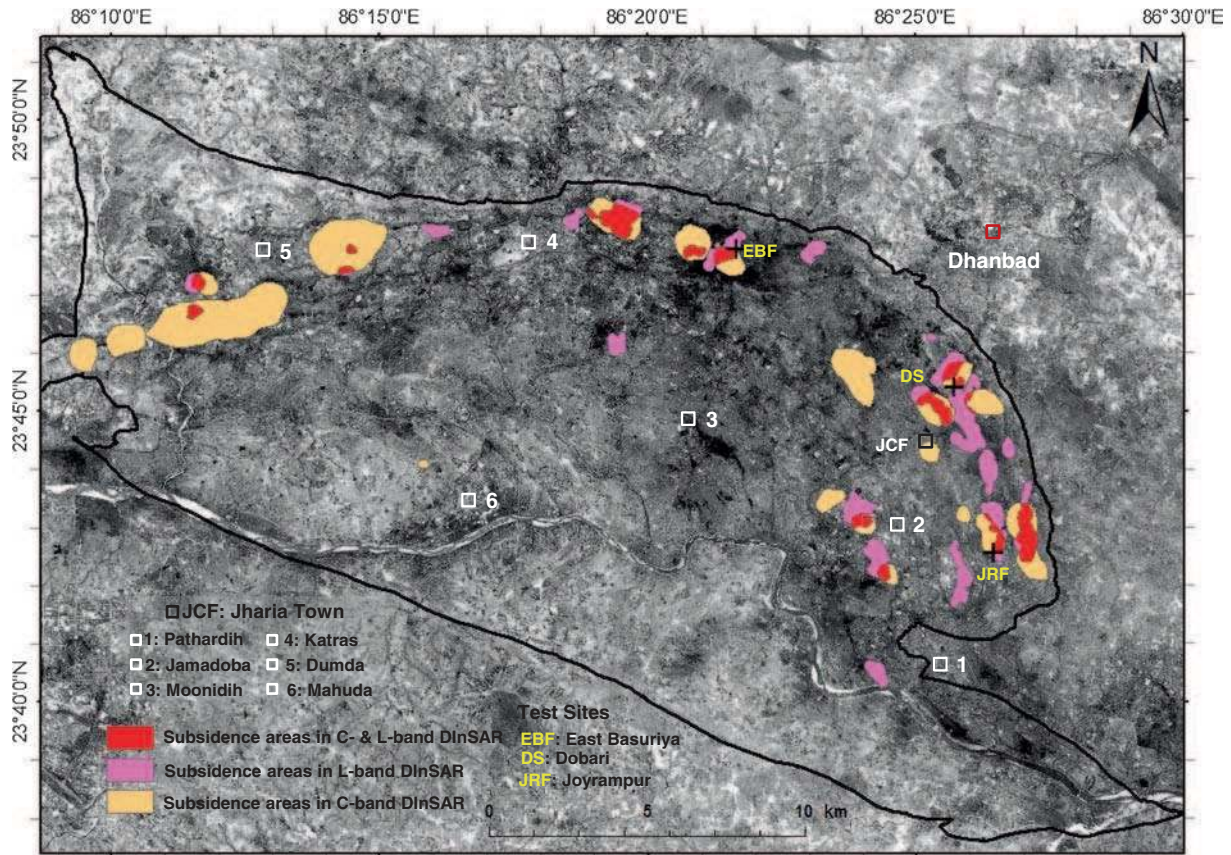 86°10'0"E 86°15'0"E 86°20'0"E 86°25'0"E 86°30'0"E
N
23°50'0"N
4
5
EBF
Dhanbad
DS
23°45'0"N
3
JCF
6
2
JRF
JCF: Jharia Town
1: Pathardih 4: Katras
2: Jamadoba 5: Dumda
3: Moonidih 6: Mahuda
1
23°40'0"N
Subsidence areas in C- & L-band DInSAR
Subsidence areas in L-band DInSAR
Subsidence areas in C-band DInSAR
Test Sites
EBF: East Basuriya
DS: Dobari
JRF: Joyrampur
0 5 10 km